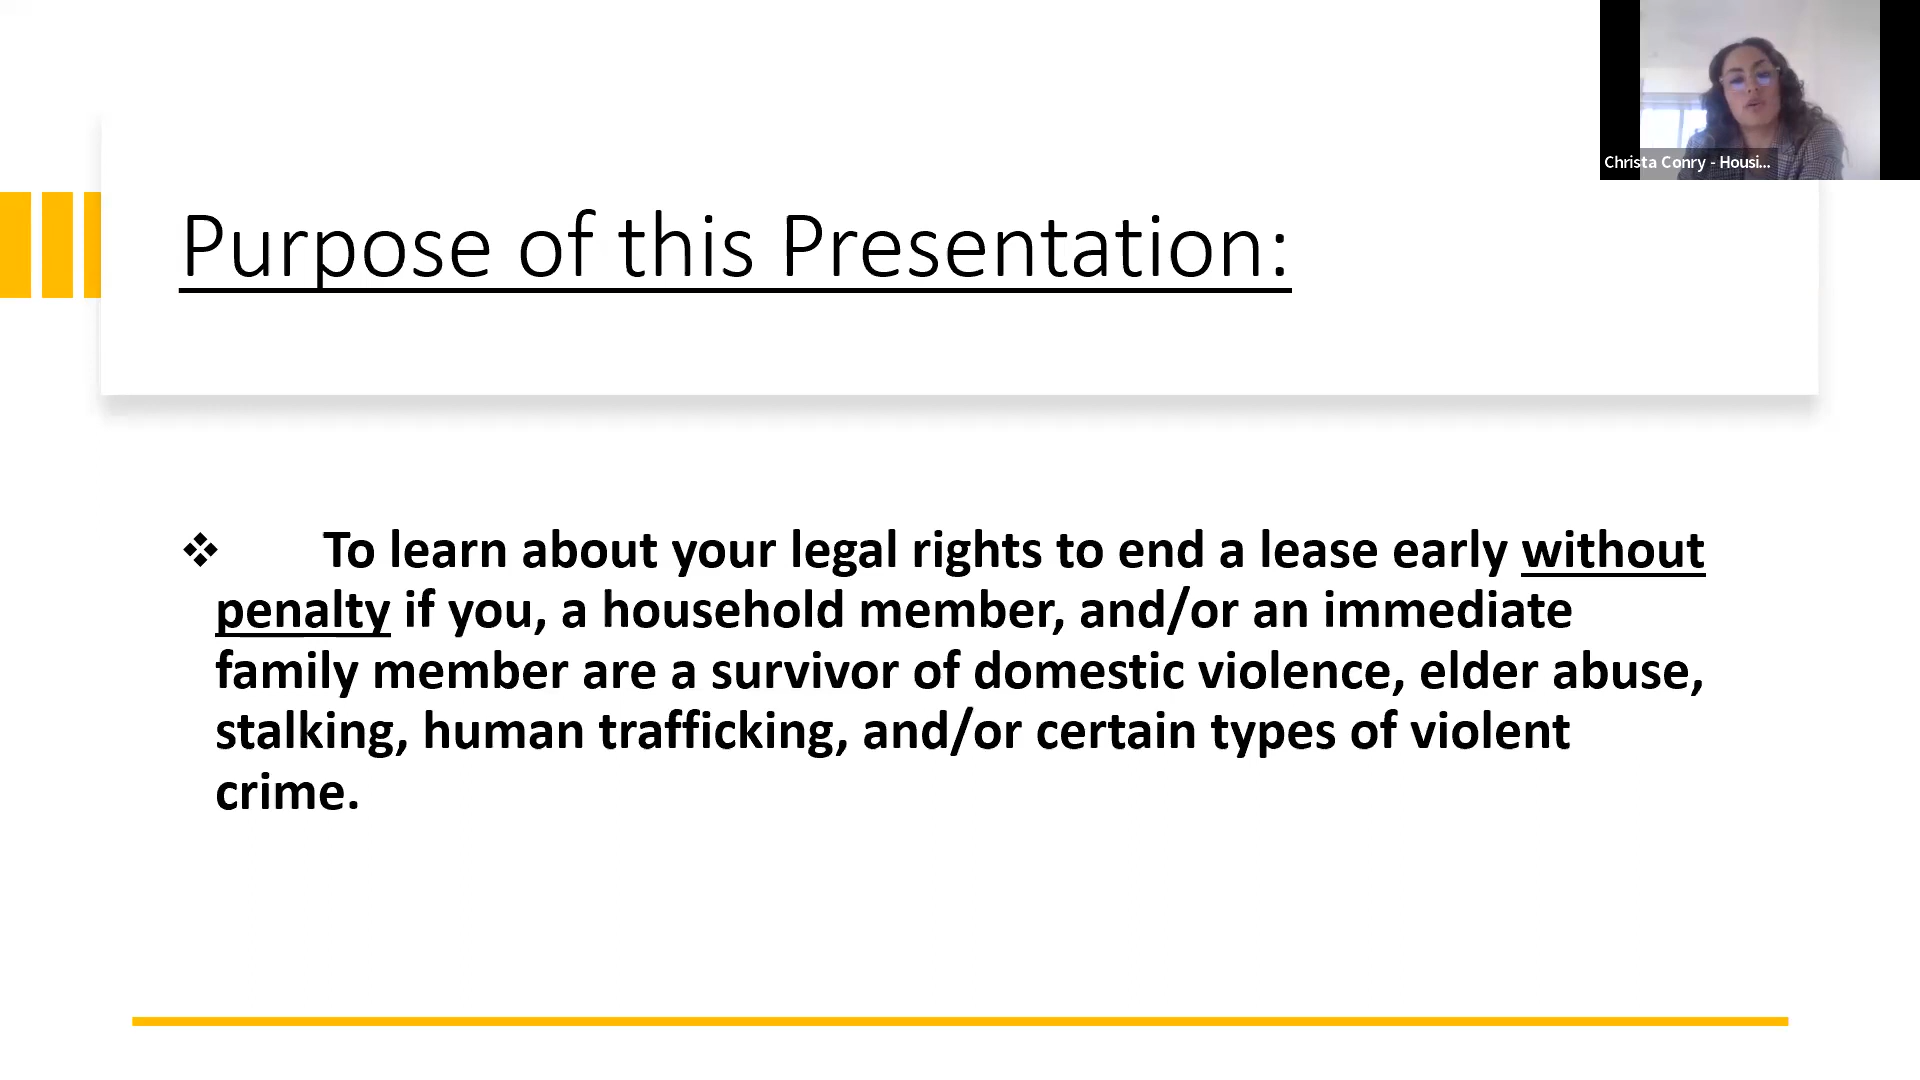 Christa Conry - Housi...
Purpose of this Presentation:
❖ To learn about your legal rights to end a lease early without
penalty if you, a household member, and/or an immediate
family member are a survivor of domestic violence, elder abuse,
stalking, human trafficking, and/or certain types of violent
crime.